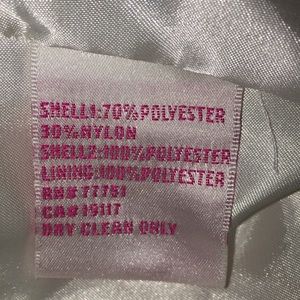 SHELL1:70%POLYESTER
30%NYLON
SHELL2:100%POLYESTER
LINING:100%POLYESTER
RN#77751
CA#19117
DRY CLEAN ONLY